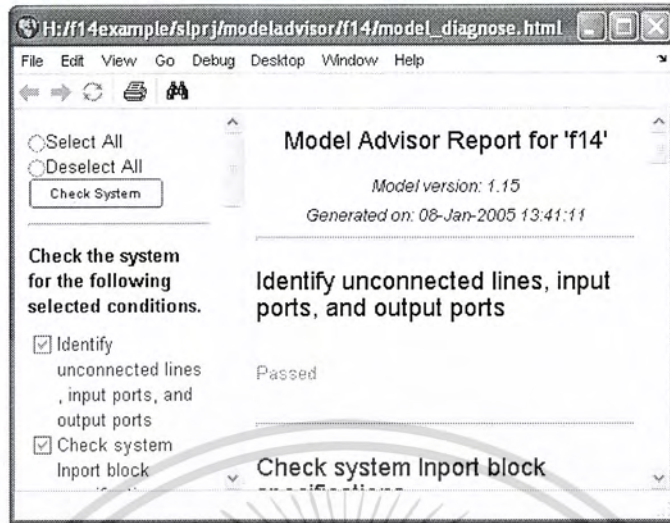 H:/f14example/slprj/modeladvisor/f14/model_diagnose.html
File Edit View Go Debug Desktop Window Help
Select All
Deselect All
Check System
Check the system
for the following
selected conditions.
Identify
unconnected lines
, input ports, and
output ports
Check system
Inport block
Model Advisor Report for 'f14'
Model version: 1.15
Generated on: 08-Jan-2005 13:41:11
Identify unconnected lines, input
ports, and output ports
Passed
Check system Inport block
specifications